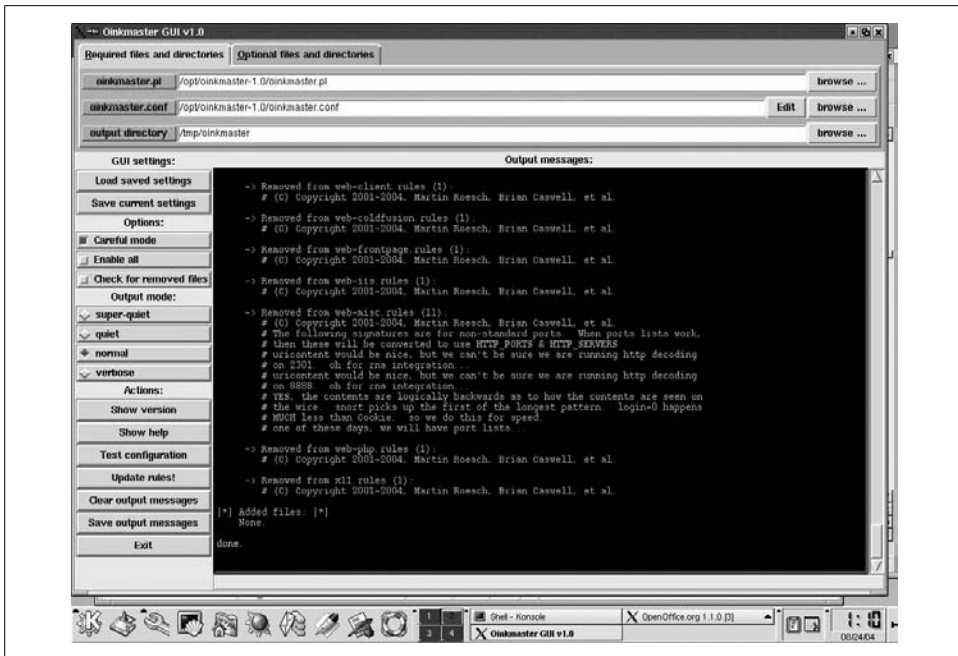 Oinkmaster GUI v1.0
Required files and directories
Optional files and directories
oinkmaster.pl /opt/oinkmaster-1.0/oinkmaster.pl browse ...
oinkmaster.conf /opt/oinkmaster-1.0/oinkmaster.conf Edit browse ...
output directory /tmp/oinkmaster browse ...
GUI settings:
Load saved settings
Save current settings
Options:
Careful mode
Enable all
Check for removed files
Output mode:
super-quiet
quiet
normal
verbose
Actions:
Show version
Show help
Test configuration
Update rules!
Clear output messages
Save output messages
Exit
Output messages:
-> Removed from web-client.rules (1):
# (C) Copyright 2001-2004, Martin Roesch, Brian Caswell, et al.
-> Removed from web-coldfusion.rules (1):
# (C) Copyright 2001-2004, Martin Roesch, Brian Caswell, et al.
-> Removed from web-frontpage.rules (1):
# (C) Copyright 2001-2004, Martin Roesch, Brian Caswell, et al.
-> Removed from web-iis.rules (1):
# (C) Copyright 2001-2004, Martin Roesch, Brian Caswell, et al.
-> Removed from web-misc.rules (11):
# (C) Copyright 2001-2004, Martin Roesch, Brian Caswell, et al.
# The following signatures are for non-standard ports. When ports lists work,
# then these will be converted to use HTTP_PORTS & HTTP_SERVERS
# uricontent would be nice, but we can't be sure we are running http decoding
# on 2301. oh for rna integration...
# uricontent would be nice, but we can't be sure we are running http decoding
# on 8888. oh for rna integration...
# YES, the contents are logically backwards as to how the contents are seen on
# the wire. snort picks up the first of the longest pattern. login=0 happens
# MUCH less than Cookie. so we do this for speed.
# one of these days, we will have port lists...
-> Removed from web-php.rules (1):
# (C) Copyright 2001-2004, Martin Roesch, Brian Caswell, et al.
-> Removed from x11.rules (1):
# (C) Copyright 2001-2004, Martin Roesch, Brian Caswell, et al.
[*] Added files: [*]
None.
done.
1 2
3 4
Shell - Konsole
Oinkmaster GUI v1.0
OpenOffice.org 1.1.0 [3]
1:10
08/24/04